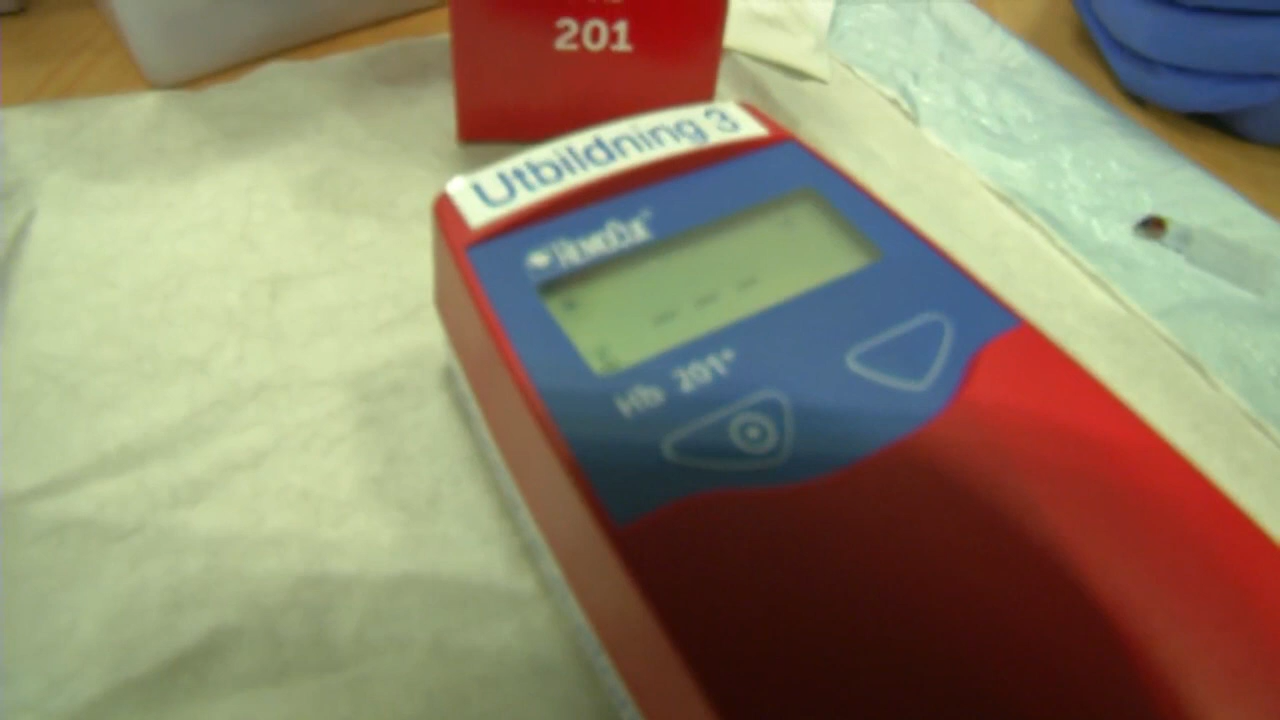 201
Utbildning 3
HemoCue
- - -
Hb 201+